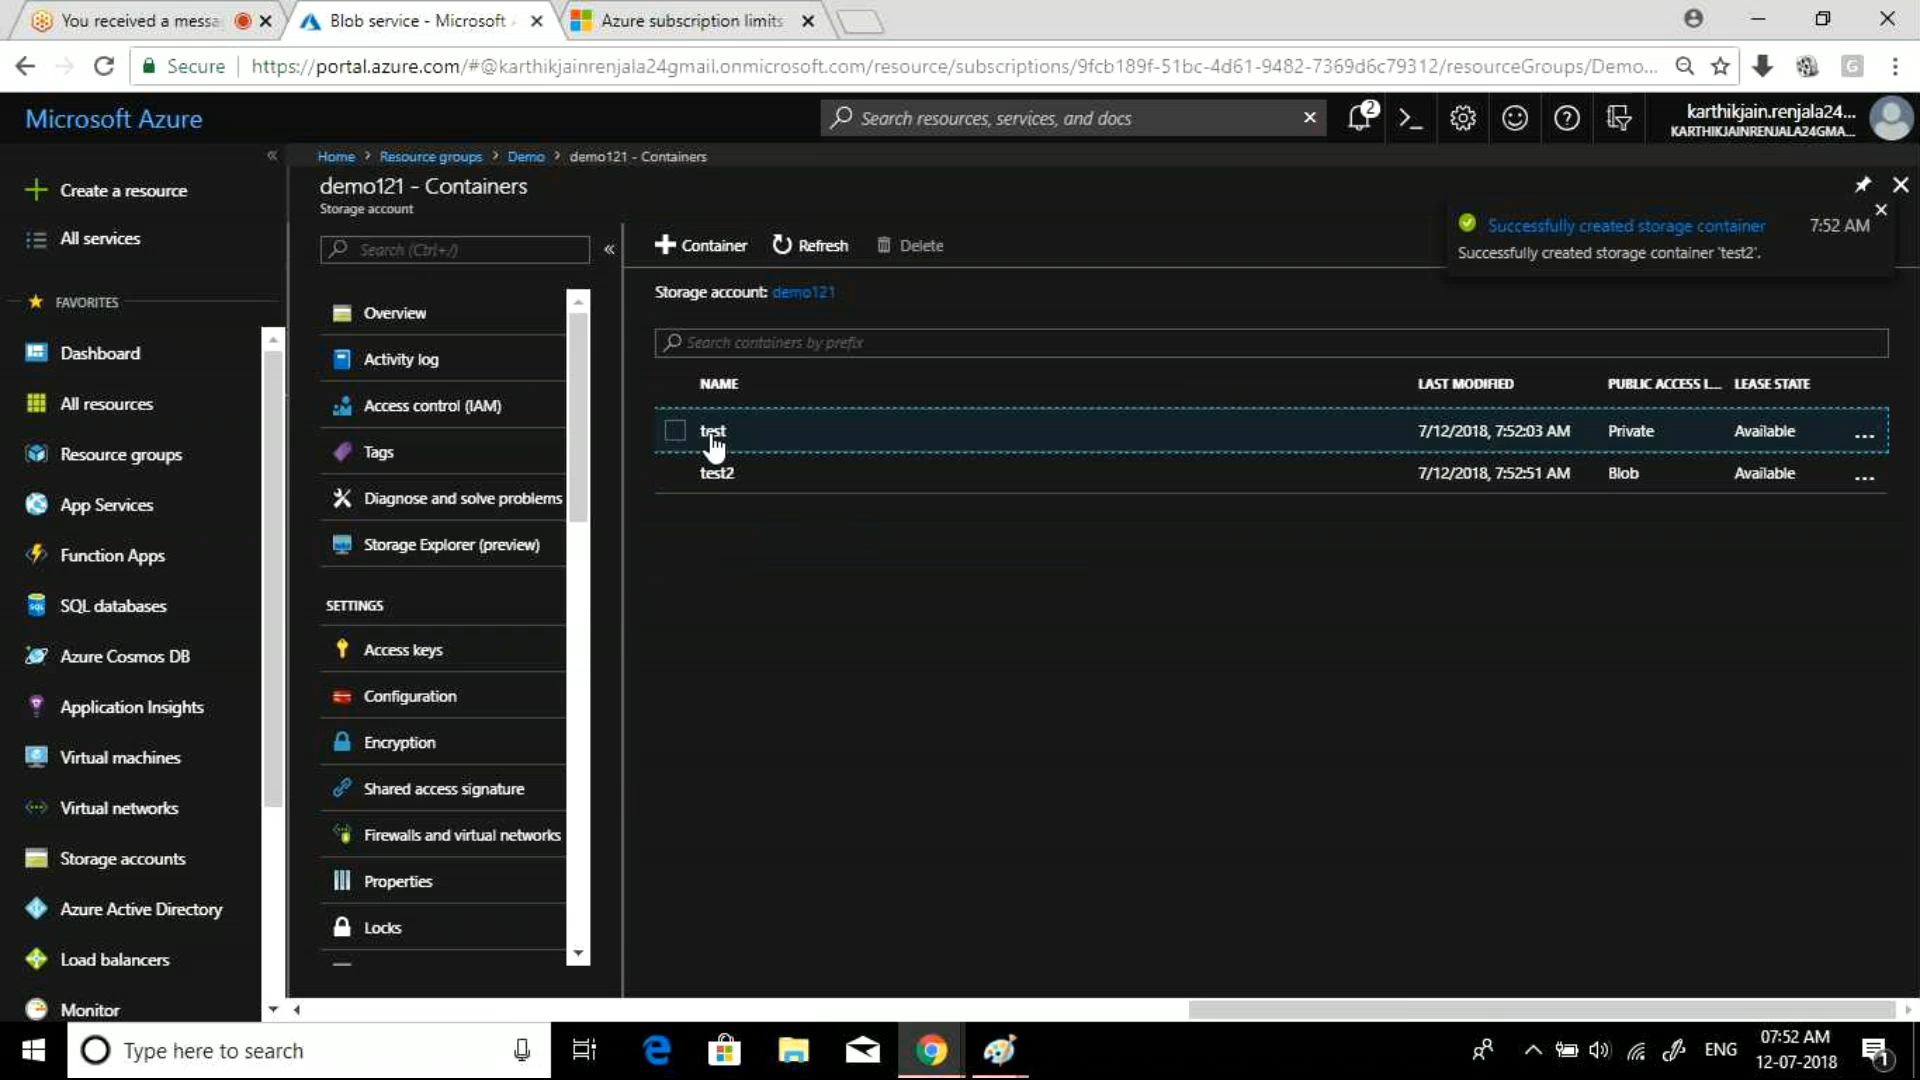 You received a messa
Blob service - Microsoft
Azure subscription limits
Secure
https://portal.azure.com/#@karthikjainrenjala24gmail.onmicrosoft.com/resource/subscriptions/9fcb189f-51bc-4d61-9482-7369d6c79312/resourceGroups/Demo...
G
Microsoft Azure
Search resources, services, and docs
2
karthikjain.renjala24...
KARTHIKJAINRENJALA24GMA...
Create a resource
All services
FAVORITES
Dashboard
All resources
Resource groups
App Services
Function Apps
SQL databases
Azure Cosmos DB
Application Insights
Virtual machines
Virtual networks
Storage accounts
Azure Active Directory
Load balancers
Monitor
Home > Resource groups > Demo > demo121 - Containers
demo121 - Containers
Storage account
Search (Ctrl+/)
Overview
Activity log
Access control (IAM)
Tags
Diagnose and solve problems
Storage Explorer (preview)
SETTINGS
Access keys
Configuration
Encryption
Shared access signature
Firewalls and virtual networks
Properties
Locks
Container
Refresh
Delete
Successfully created storage container 7:52 AM
Successfully created storage container 'test2'.
Storage account: demo121
Search containers by prefix
NAME LAST MODIFIED PUBLIC ACCESS L... LEASE STATE
test 7/12/2018, 7:52:03 AM Private Available ...
test2 7/12/2018, 7:52:51 AM Blob Available ...
Type here to search
ENG
07:52 AM
12-07-2018
1